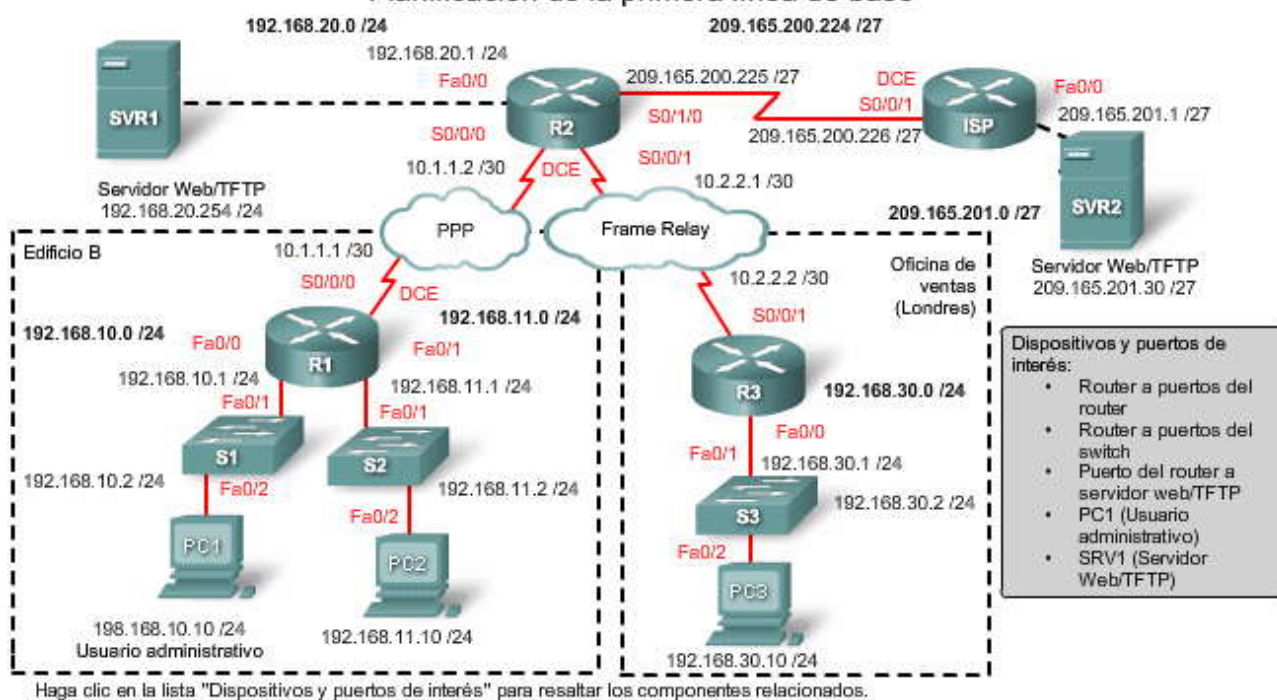 Planificación de la primera línea de base
192.168.20.0 /24
209.165.200.224 /27
192.168.20.1 /24
Fa0/0
209.165.200.225 /27
DCE
S0/0/1
Fa0/0
209.165.201.1 /27
SVR1
R2
S0/1/0
ISP
209.165.200.226 /27
S0/0/0
S0/0/1
DCE
10.1.1.2 /30
10.2.2.1 /30
Servidor Web/TFTP
192.168.20.254 /24
SVR2
209.165.201.0 /27
PPP
Frame Relay
Servidor Web/TFTP
209.165.201.30 /27
Edificio B
10.1.1.1 /30
S0/0/0
DCE
10.2.2.2 /30
Oficina de
ventas
(Londres)
S0/0/1
192.168.10.0 /24
192.168.11.0 /24
Fa0/0
Fa0/1
R1
192.168.10.1 /24
192.168.11.1 /24
Fa0/1
Fa0/1
S1
S2
192.168.10.2 /24
192.168.11.2 /24
Fa0/2
Fa0/2
PC1
PC2
198.168.10.10 /24
Usuario administrativo
192.168.11.10 /24
R3
192.168.30.0 /24
Fa0/0
Fa0/1
192.168.30.1 /24
S3
192.168.30.2 /24
Fa0/2
PC3
192.168.30.10 /24
Dispositivos y puertos de
interés:
• Router a puertos del
router
• Router a puertos del
switch
• Puerto del router a
servidor web/TFTP
• PC1 (Usuario
administrativo)
• SRV1 (Servidor
Web/TFTP)
Haga clic en la lista "Dispositivos y puertos de interés" para resaltar los componentes relacionados.